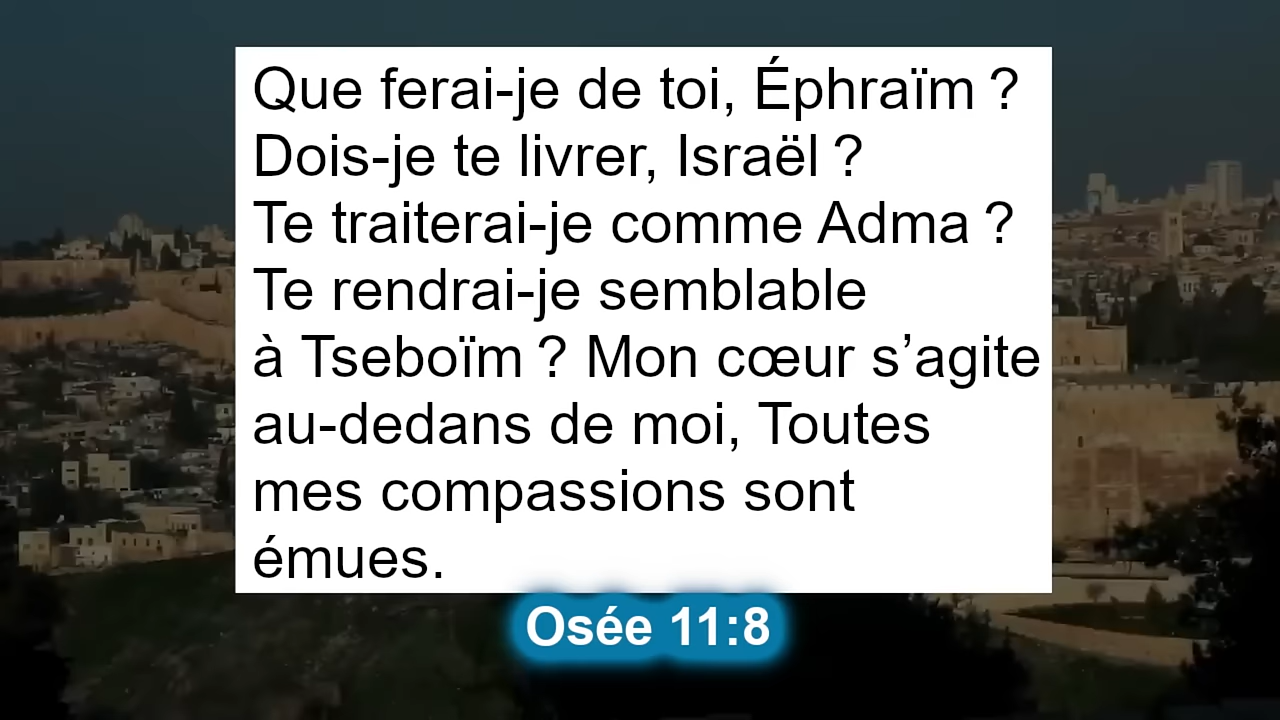 Que ferai-je de toi, Éphraïm ?
Dois-je te livrer, Israël ?
Te traiterai-je comme Adma ?
Te rendrai-je semblable
à Tseboïm ? Mon cœur s’agite
au-dedans de moi, Toutes
mes compassions sont
émues.
Osée 11:8